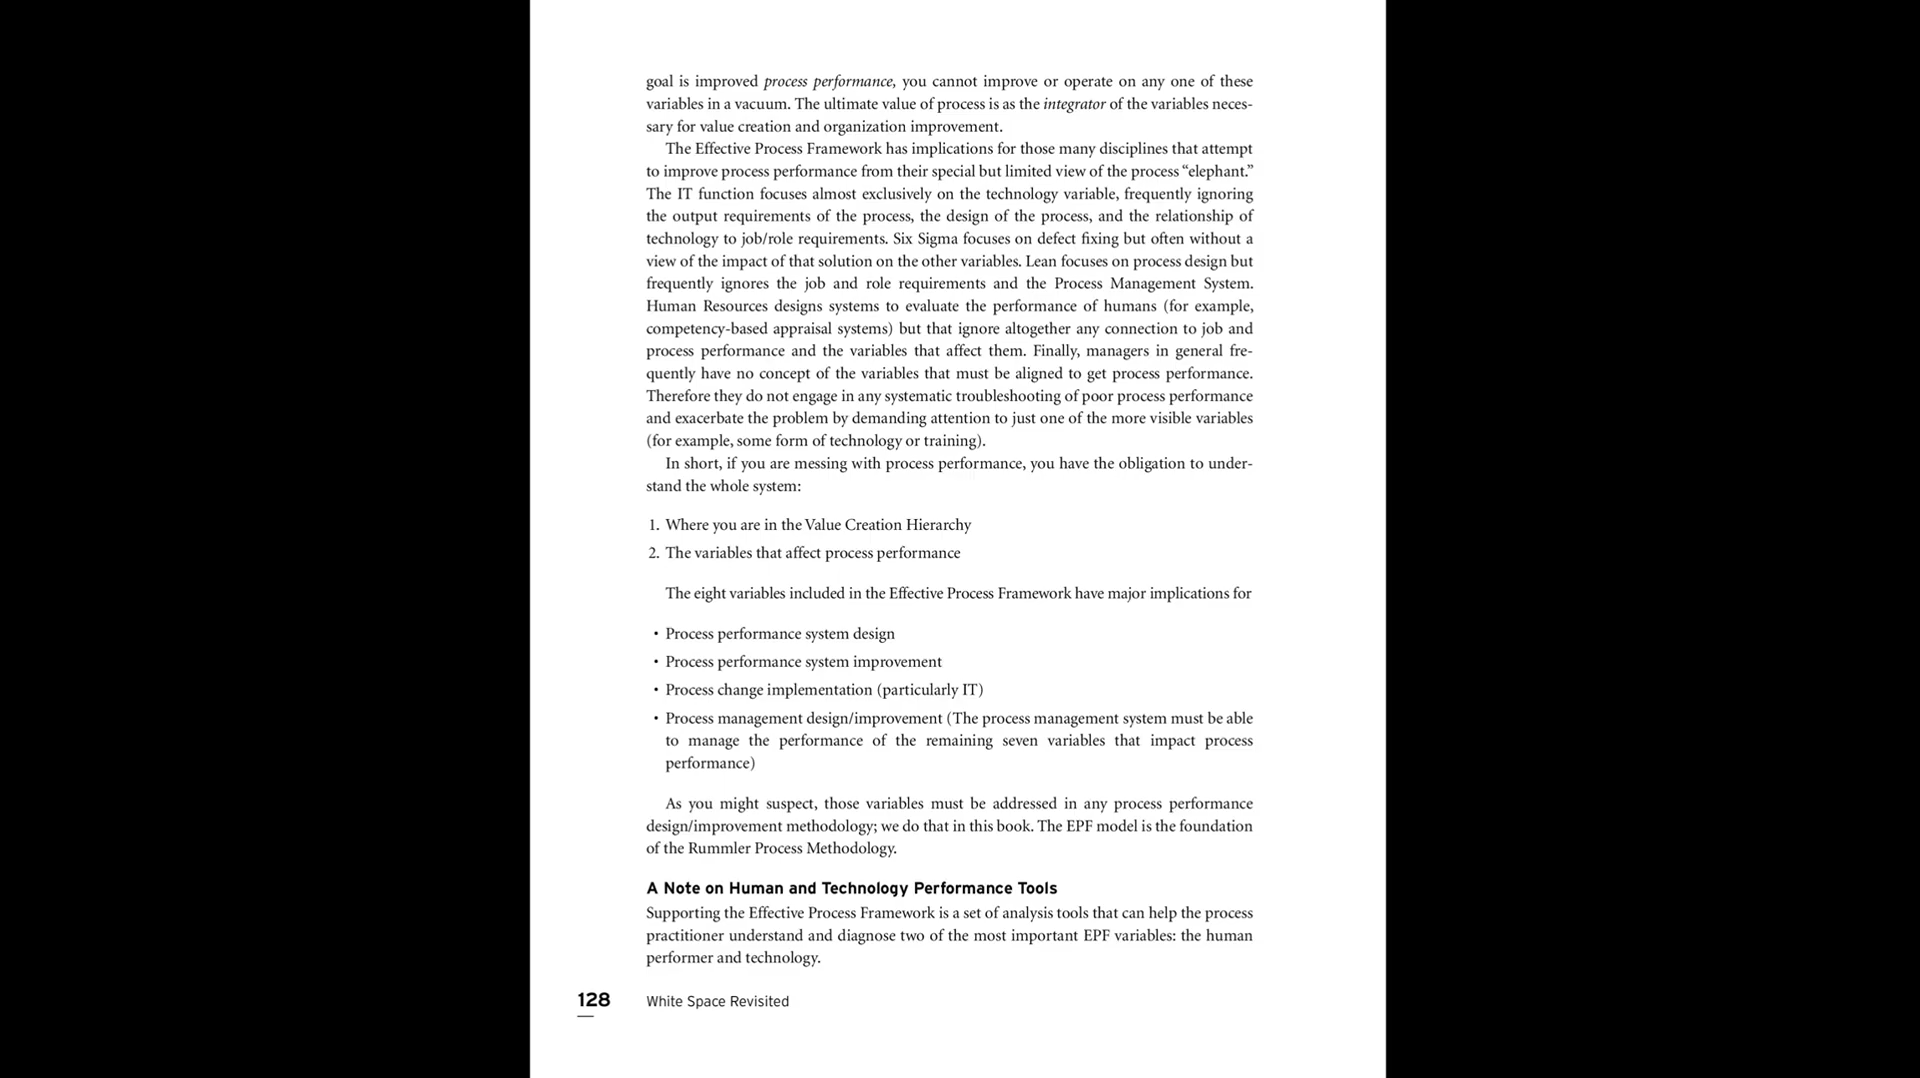 goal is improved process performance, you cannot improve or operate on any one of these
variables in a vacuum. The ultimate value of process is as the integrator of the variables neces-
sary for value creation and organization improvement.
The Effective Process Framework has implications for those many disciplines that attempt
to improve process performance from their special but limited view of the process “elephant.”
The IT function focuses almost exclusively on the technology variable, frequently ignoring
the output requirements of the process, the design of the process, and the relationship of
technology to job/role requirements. Six Sigma focuses on defect fixing but often without a
view of the impact of that solution on the other variables. Lean focuses on process design but
frequently ignores the job and role requirements and the Process Management System.
Human Resources designs systems to evaluate the performance of humans (for example,
competency-based appraisal systems) but that ignore altogether any connection to job and
process performance and the variables that affect them. Finally, managers in general fre-
quently have no concept of the variables that must be aligned to get process performance.
Therefore they do not engage in any systematic troubleshooting of poor process performance
and exacerbate the problem by demanding attention to just one of the more visible variables
(for example, some form of technology or training).
In short, if you are messing with process performance, you have the obligation to under-
stand the whole system:
1. Where you are in the Value Creation Hierarchy
2. The variables that affect process performance
The eight variables included in the Effective Process Framework have major implications for
• Process performance system design
• Process performance system improvement
• Process change implementation (particularly IT)
• Process management design/improvement (The process management system must be able
to manage the performance of the remaining seven variables that impact process
performance)
As you might suspect, those variables must be addressed in any process performance
design/improvement methodology; we do that in this book. The EPF model is the foundation
of the Rummler Process Methodology.
A Note on Human and Technology Performance Tools
Supporting the Effective Process Framework is a set of analysis tools that can help the process
practitioner understand and diagnose two of the most important EPF variables: the human
performer and technology.
128 White Space Revisited